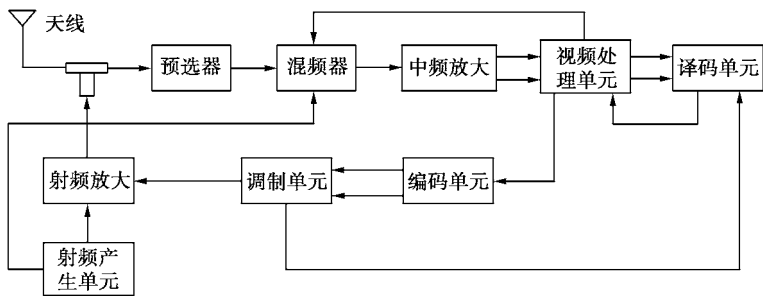 天线
预选器
混频器
中频放大
视频处
理单元
译码单元
射频放大
调制单元
编码单元
射频产
生单元